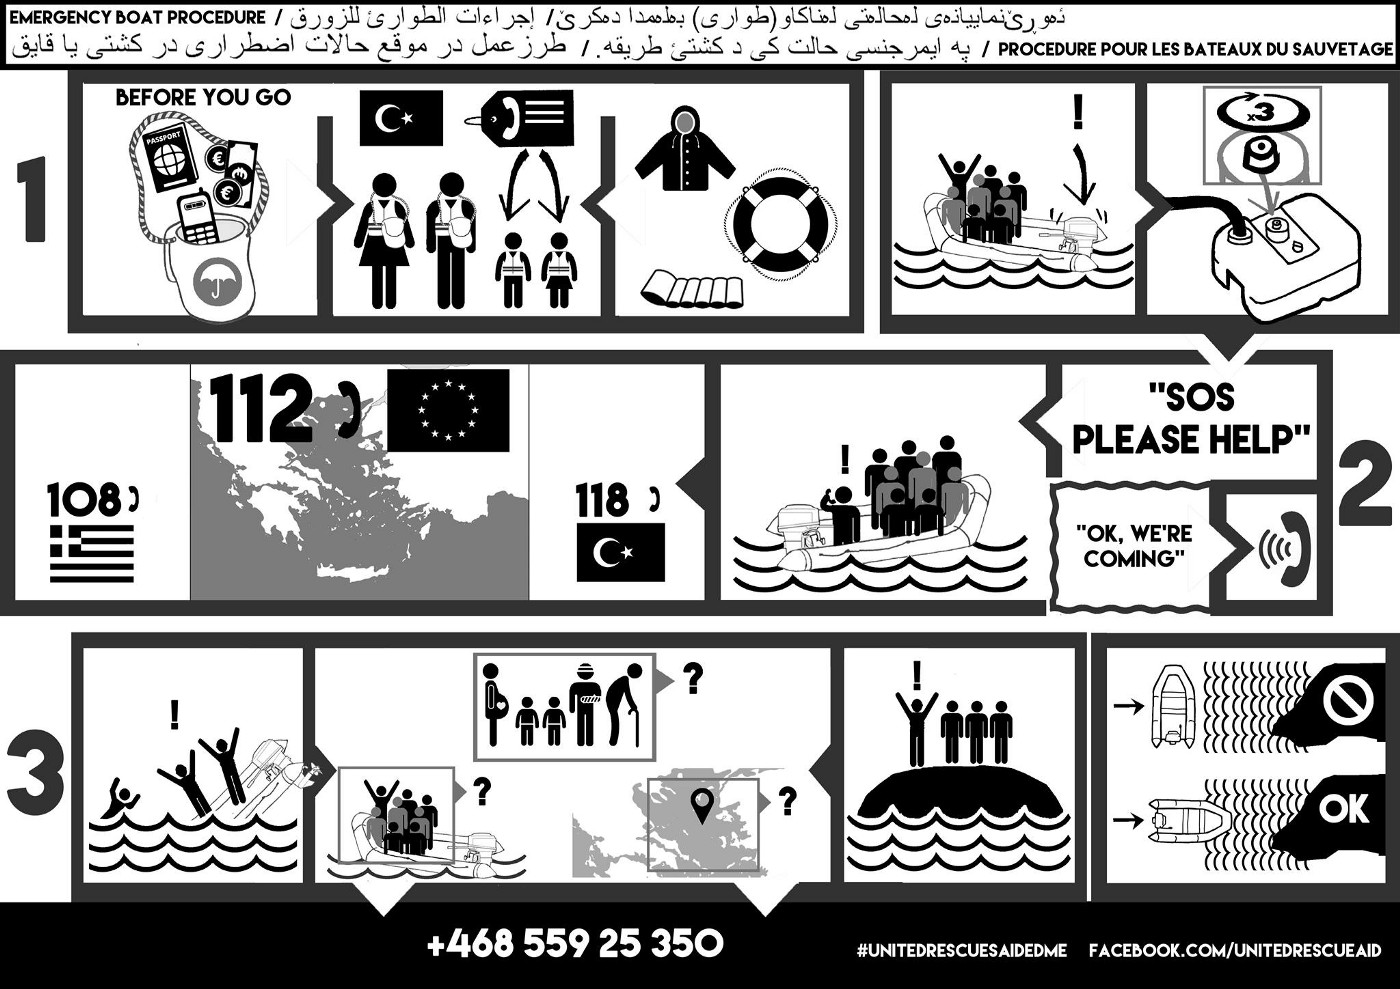 EMERGENCY BOAT PROCEDURE / إجراءات الطوارئ للزورق / ئەو ڕێنماییانەی لەحالەتی لەناکاو(طواری) بەلەمدا دەکرێ
طرزعمل در موقع حالات اضطراری در کشتی یا قایق / په ایمرجنسی حالت کی د کشتئ طریقه. / PROCEDURE POUR LES BATEAUX DU SAUVETAGE
1
BEFORE YOU GO
PASSPORT
€
€
€
!
x3
2
"SOS
PLEASE HELP"
"OK, WE'RE
COMING"
!
118
112
108
3
!
?
?
?
!
OK
+468 559 25 350
#UNITEDRESCUESAIDEDME
FACEBOOK.COM/UNITEDRESCUEAID